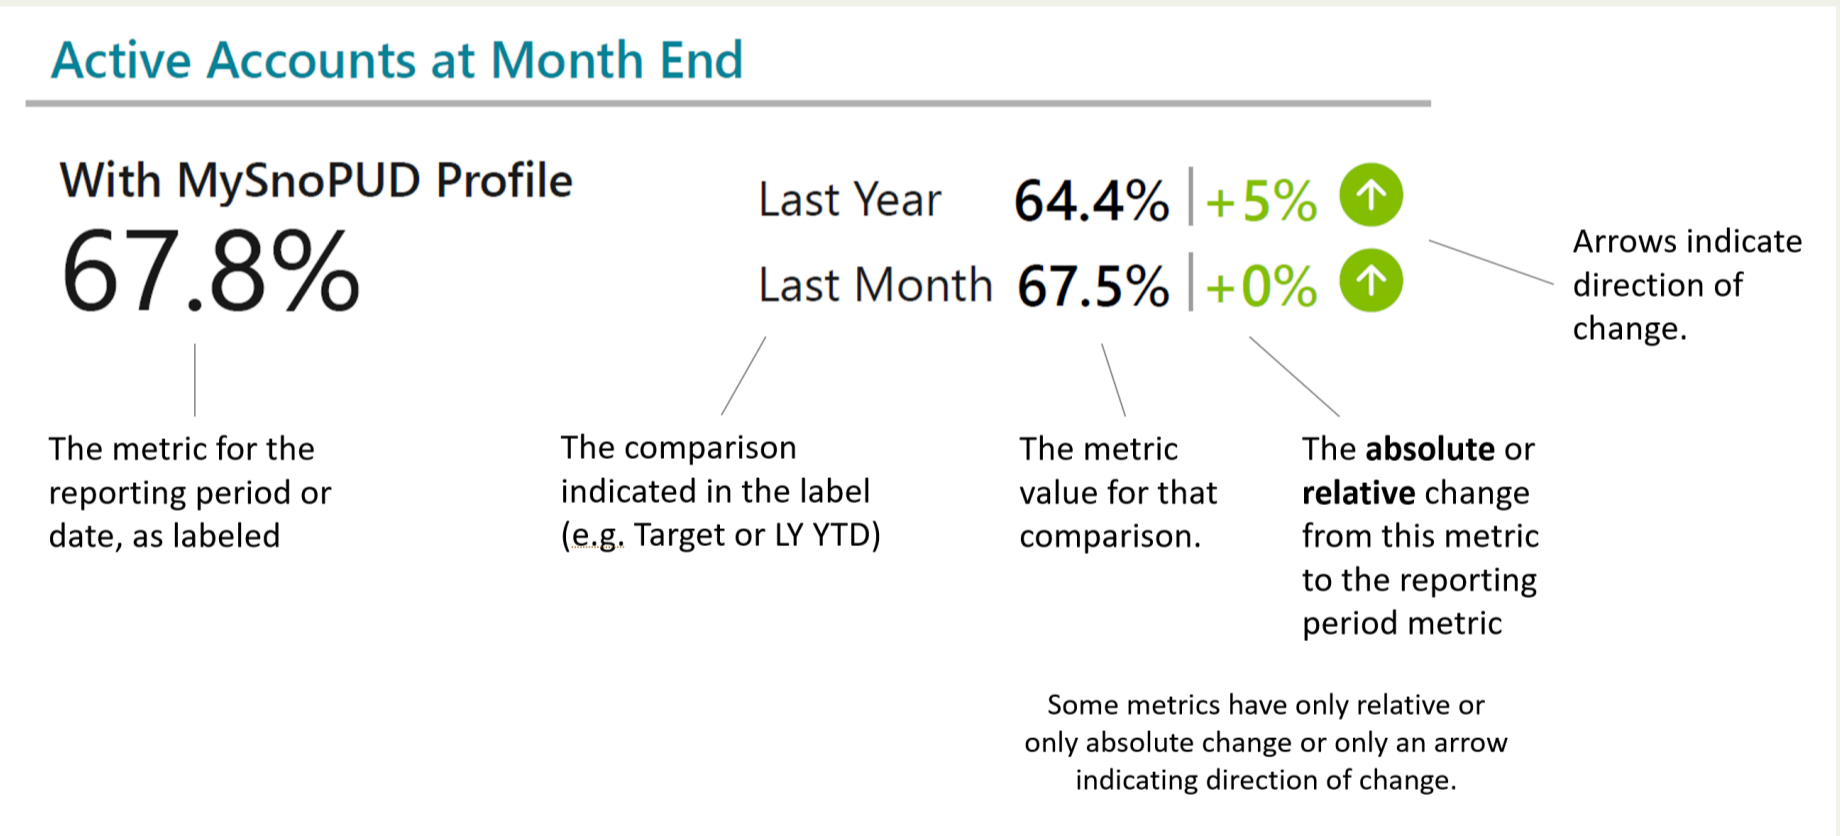 Active Accounts at Month End
With MySnoPUD Profile
67.8%
Last Year 64.4% +5%
Last Month 67.5% +0%
Arrows indicate
direction of
change.
The metric for the
reporting period or
date, as labeled
The comparison
indicated in the label
(e.g. Target or LY YTD)
The metric
value for that
comparison.
The absolute or
relative change
from this metric
to the reporting
period metric
Some metrics have only relative or
only absolute change or only an arrow
indicating direction of change.